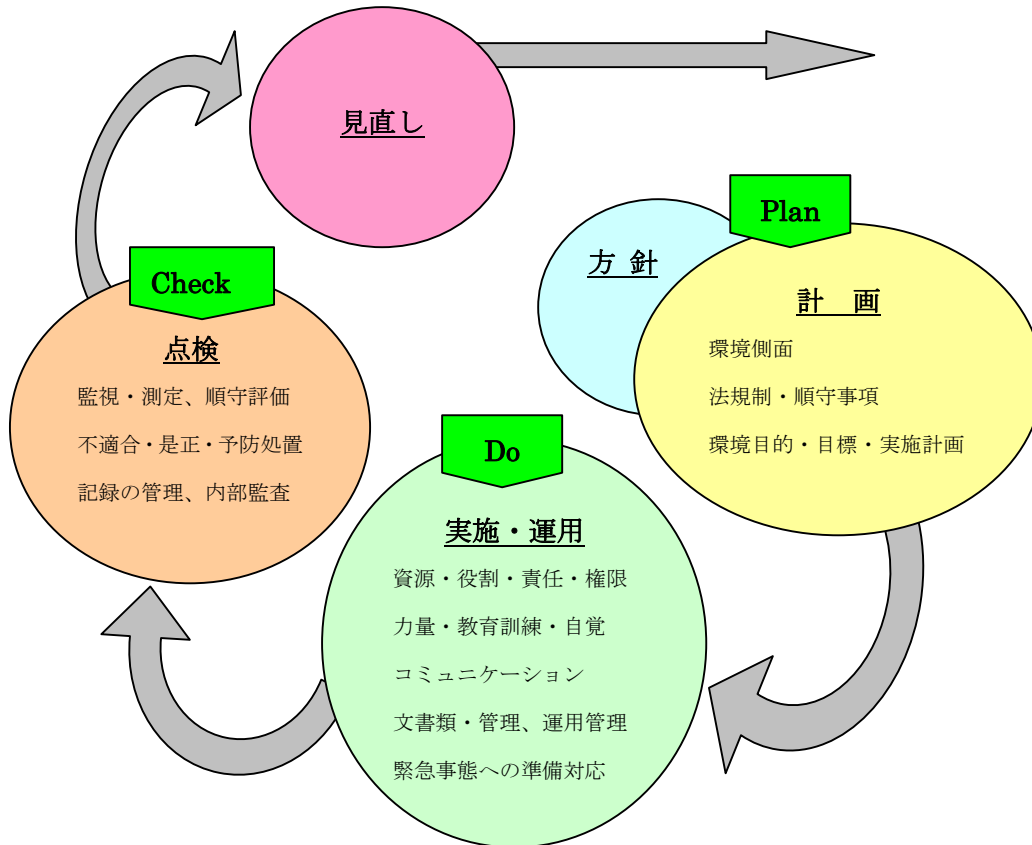 見直し
Plan
方 針
計　画
環境側面
法規制・順守事項
環境目的・目標・実施計画
Do
実施・運用
資源・役割・責任・権限
力量・教育訓練・自覚
コミュニケーション
文書類・管理、運用管理
緊急事態への準備対応
Check
点検
監視・測定、順守評価
不適合・是正・予防処置
記録の管理、内部監査